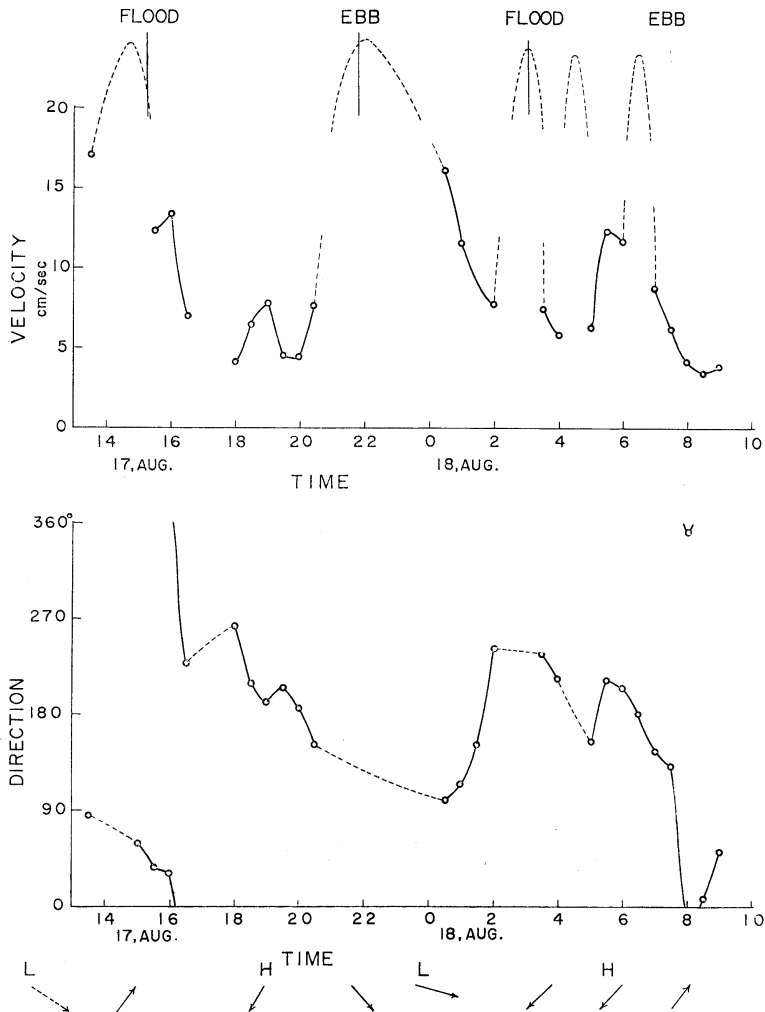 FLOOD EBB FLOOD EBB
20
15
10
5
0
VELOCITY
cm/sec
14 16 18 20 22 0 2 4 6 8 10
17, AUG. 18, AUG.
TIME
360°
270
180
90
0
DIRECTION
14 16 18 20 22 0 2 4 6 8 10
17, AUG. 18, AUG.
TIME
L H L H